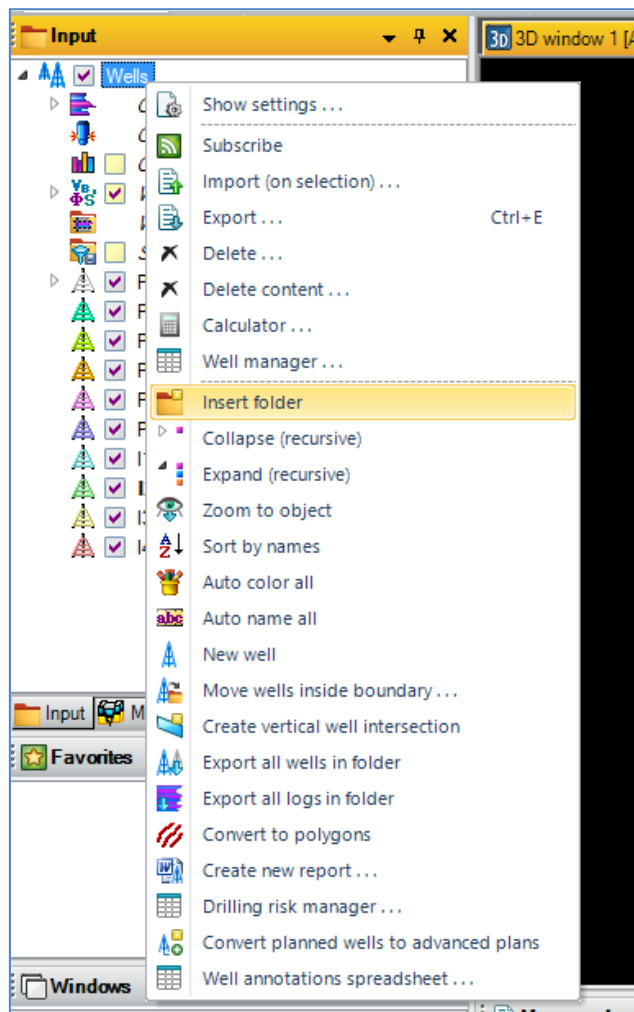 Input
3D 3D window 1 [A
Wells
Show settings ...
Subscribe
Import (on selection) ...
Export ... Ctrl+E
Delete ...
Delete content ...
Calculator ...
Well manager ...
Insert folder
Collapse (recursive)
Expand (recursive)
Zoom to object
Sort by names
Auto color all
Auto name all
New well
Move wells inside boundary ...
Create vertical well intersection
Export all wells in folder
Export all logs in folder
Convert to polygons
Create new report ...
Drilling risk manager ...
Convert planned wells to advanced plans
Well annotations spreadsheet ...
Input M
Favorites
Windows